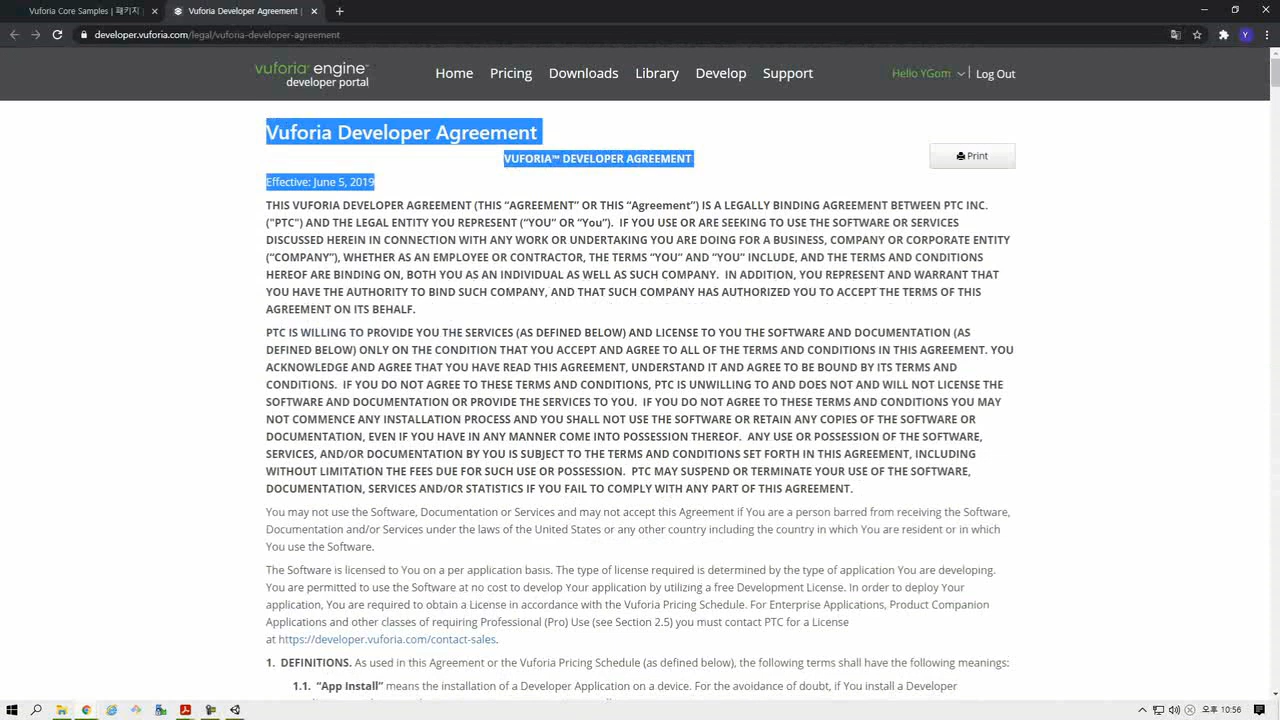 Vuforia Core Samples | 패키지 |
Vuforia Developer Agreement |
developer.vuforia.com/legal/vuforia-developer-agreement
vuforia® engine™
developer portal
Home Pricing Downloads Library Develop Support
Hello YGom | Log Out
Vuforia Developer Agreement
Print
VUFORIA™ DEVELOPER AGREEMENT
Effective: June 5, 2019
THIS VUFORIA DEVELOPER AGREEMENT (THIS “AGREEMENT” OR THIS “Agreement”) IS A LEGALLY BINDING AGREEMENT BETWEEN PTC INC.
("PTC") AND THE LEGAL ENTITY YOU REPRESENT (“YOU” OR “You”).  IF YOU USE OR ARE SEEKING TO USE THE SOFTWARE OR SERVICES
DISCUSSED HEREIN IN CONNECTION WITH ANY WORK OR UNDERTAKING YOU ARE DOING FOR A BUSINESS, COMPANY OR CORPORATE ENTITY
(“COMPANY”), WHETHER AS AN EMPLOYEE OR CONTRACTOR, THE TERMS “YOU” AND “YOU” INCLUDE, AND THE TERMS AND CONDITIONS
HEREOF ARE BINDING ON, BOTH YOU AS AN INDIVIDUAL AS WELL AS SUCH COMPANY.  IN ADDITION, YOU REPRESENT AND WARRANT THAT
YOU HAVE THE AUTHORITY TO BIND SUCH COMPANY, AND THAT SUCH COMPANY HAS AUTHORIZED YOU TO ACCEPT THE TERMS OF THIS
AGREEMENT ON ITS BEHALF.
PTC IS WILLING TO PROVIDE YOU THE SERVICES (AS DEFINED BELOW) AND LICENSE TO YOU THE SOFTWARE AND DOCUMENTATION (AS
DEFINED BELOW) ONLY ON THE CONDITION THAT YOU ACCEPT AND AGREE TO ALL OF THE TERMS AND CONDITIONS IN THIS AGREEMENT. YOU
ACKNOWLEDGE AND AGREE THAT YOU HAVE READ THIS AGREEMENT, UNDERSTAND IT AND AGREE TO BE BOUND BY ITS TERMS AND
CONDITIONS.  IF YOU DO NOT AGREE TO THESE TERMS AND CONDITIONS, PTC IS UNWILLING TO AND DOES NOT AND WILL NOT LICENSE THE
SOFTWARE AND DOCUMENTATION OR PROVIDE THE SERVICES TO YOU.  IF YOU DO NOT AGREE TO THESE TERMS AND CONDITIONS YOU MAY
NOT COMMENCE ANY INSTALLATION PROCESS AND YOU SHALL NOT USE THE SOFTWARE OR RETAIN ANY COPIES OF THE SOFTWARE OR
DOCUMENTATION, EVEN IF YOU HAVE IN ANY MANNER COME INTO POSSESSION THEREOF.  ANY USE OR POSSESSION OF THE SOFTWARE,
SERVICES, AND/OR DOCUMENTATION BY YOU IS SUBJECT TO THE TERMS AND CONDITIONS SET FORTH IN THIS AGREEMENT, INCLUDING
WITHOUT LIMITATION THE FEES DUE FOR SUCH USE OR POSSESSION.  PTC MAY SUSPEND OR TERMINATE YOUR USE OF THE SOFTWARE,
DOCUMENTATION, SERVICES AND/OR STATISTICS IF YOU FAIL TO COMPLY WITH ANY PART OF THIS AGREEMENT.
You may not use the Software, Documentation or Services and may not accept this Agreement if You are a person barred from receiving the Software,
Documentation and/or Services under the laws of the United States or any other country including the country in which You are resident or in which
You use the Software.
The Software is licensed to You on a per application basis. The type of license required is determined by the type of application You are developing.
You are permitted to use the Software at no cost to develop Your application by utilizing a free Development License. In order to deploy Your
application, You are required to obtain a License in accordance with the Vuforia Pricing Schedule. For Enterprise Applications, Product Companion
Applications and other classes of requiring Professional (Pro) Use (see Section 2.5) you must contact PTC for a License
at https://developer.vuforia.com/contact-sales.
1.  DEFINITIONS. As used in this Agreement or the Vuforia Pricing Schedule (as defined below), the following terms shall have the following meanings:
1.1.  “App Install” means the installation of a Developer Application on a device. For the avoidance of doubt, if You install a Developer
오후 10:56